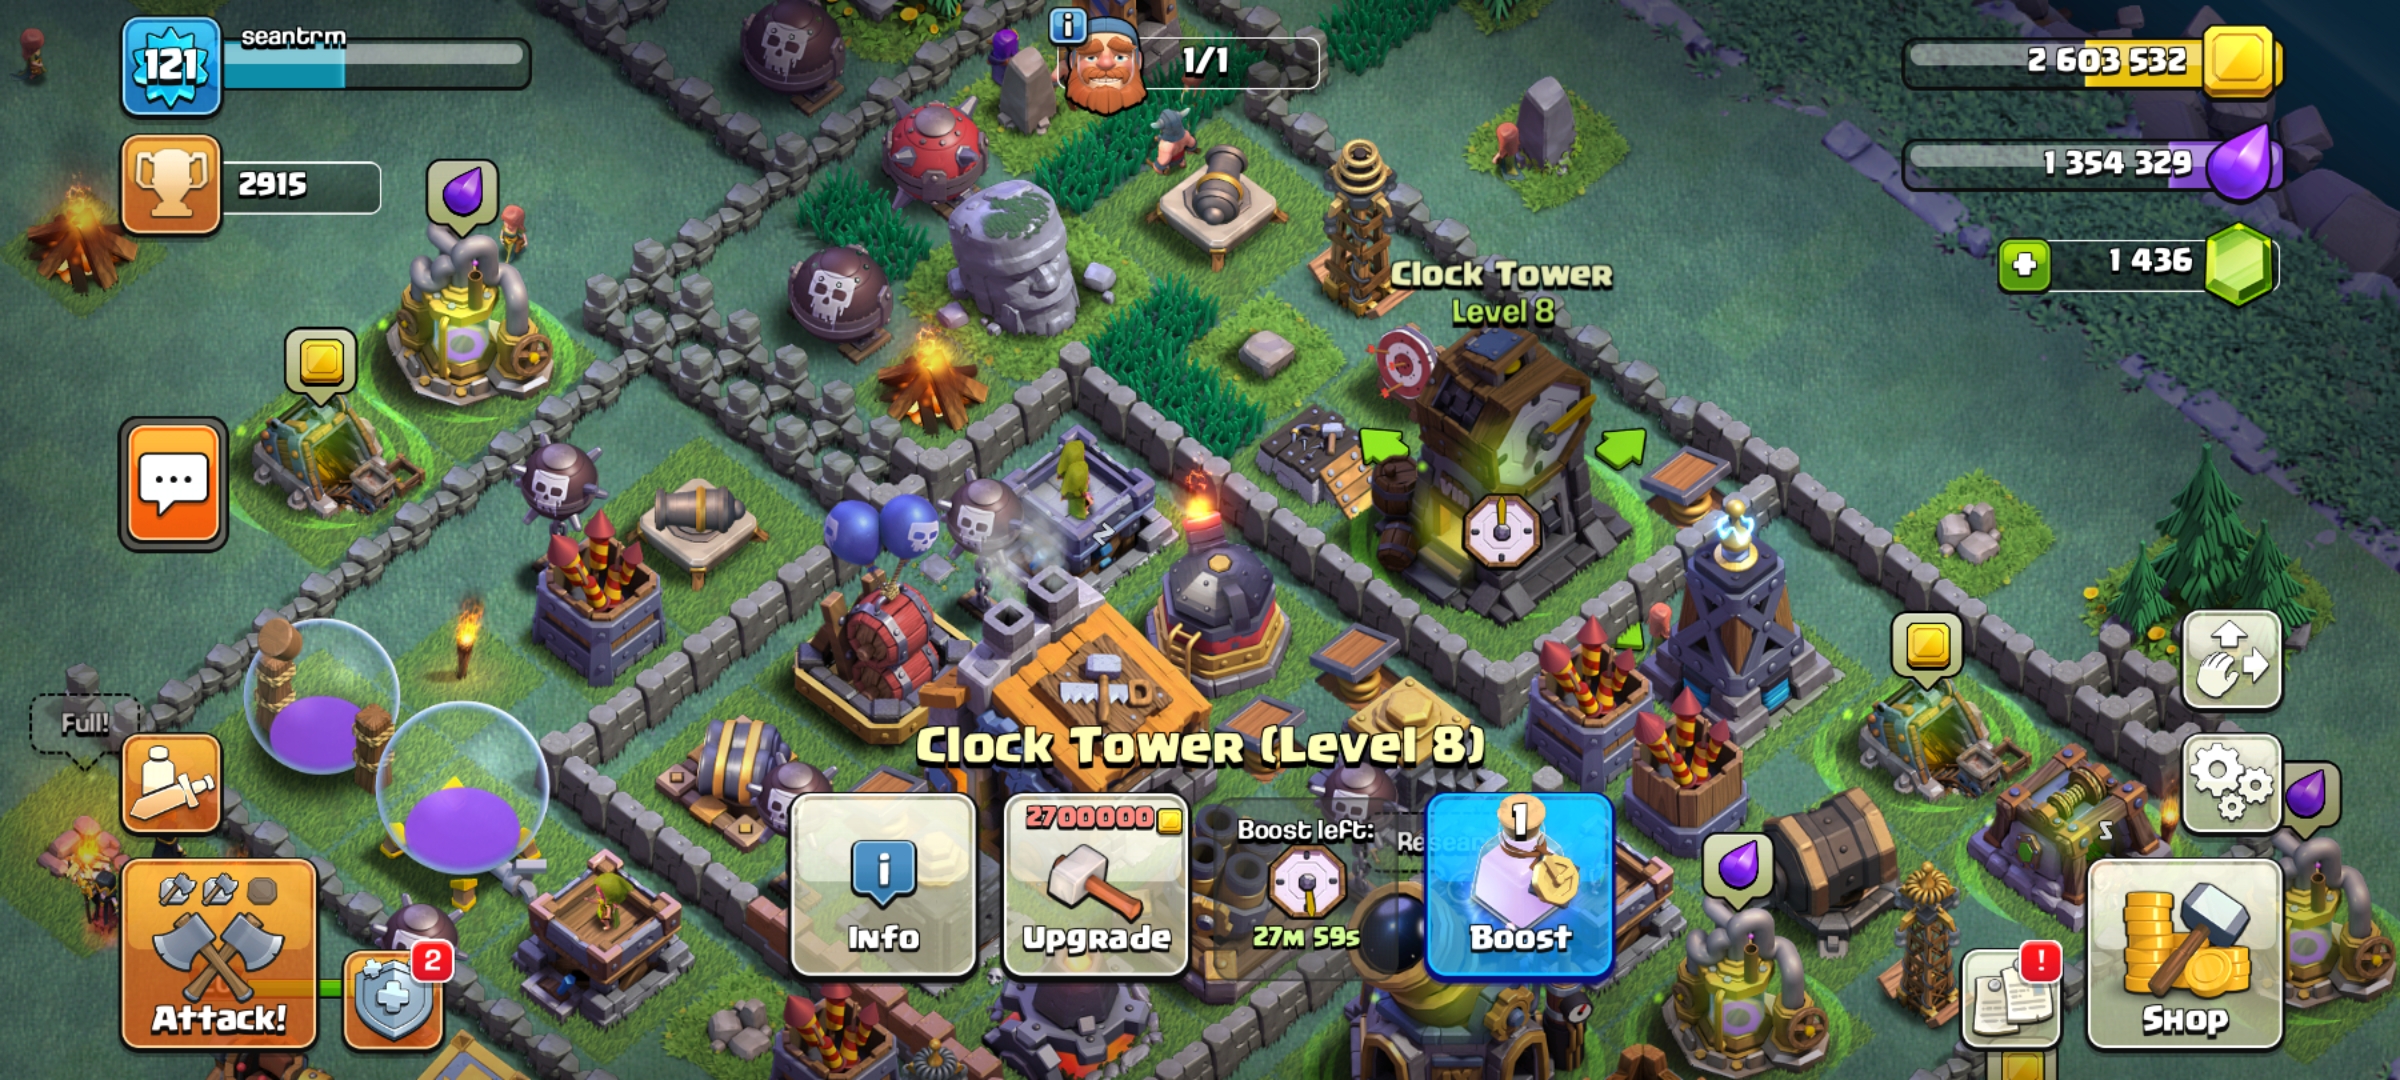 121
seantrm
1/1
2 603 532
2915
1 354 329
1 436
Clock Tower
Level 8
Z
Full!
Clock Tower (Level 8)
2700000
Boost left:
1
S
Info
Upgrade
27M 59s
Boost
2
!
Attack!
Shop